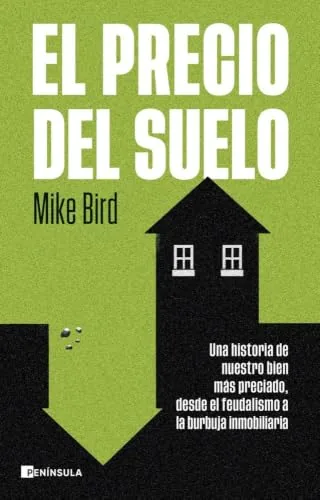 EL PRECIO
DEL SUELO
Mike Bird
Una historia de
nuestro bien
más preciado,
desde el feudalismo a
la burbuja inmobiliaria
PENÍNSULA